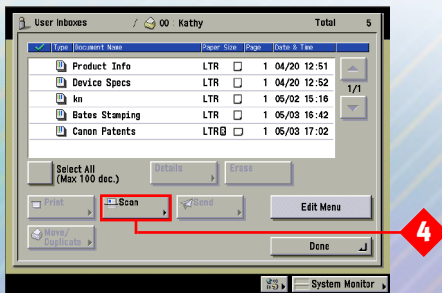 User Inboxes / 00 : Kathy Total 5
Type Document Name Paper Size Page Date & Time
Product Info LTR 1 04/20 12:51
Device Specs LTR 1 04/20 12:52
kn LTR 1 05/02 15:16
Bates Stamping LTR 1 05/03 16:42
Canon Patents LTRR 1 05/03 17:02
1/1
Select All
(Max 100 doc.)
Details
Erase
Print
Scan
Send
Edit Menu
Move/
Duplicate
Done
4
System Monitor